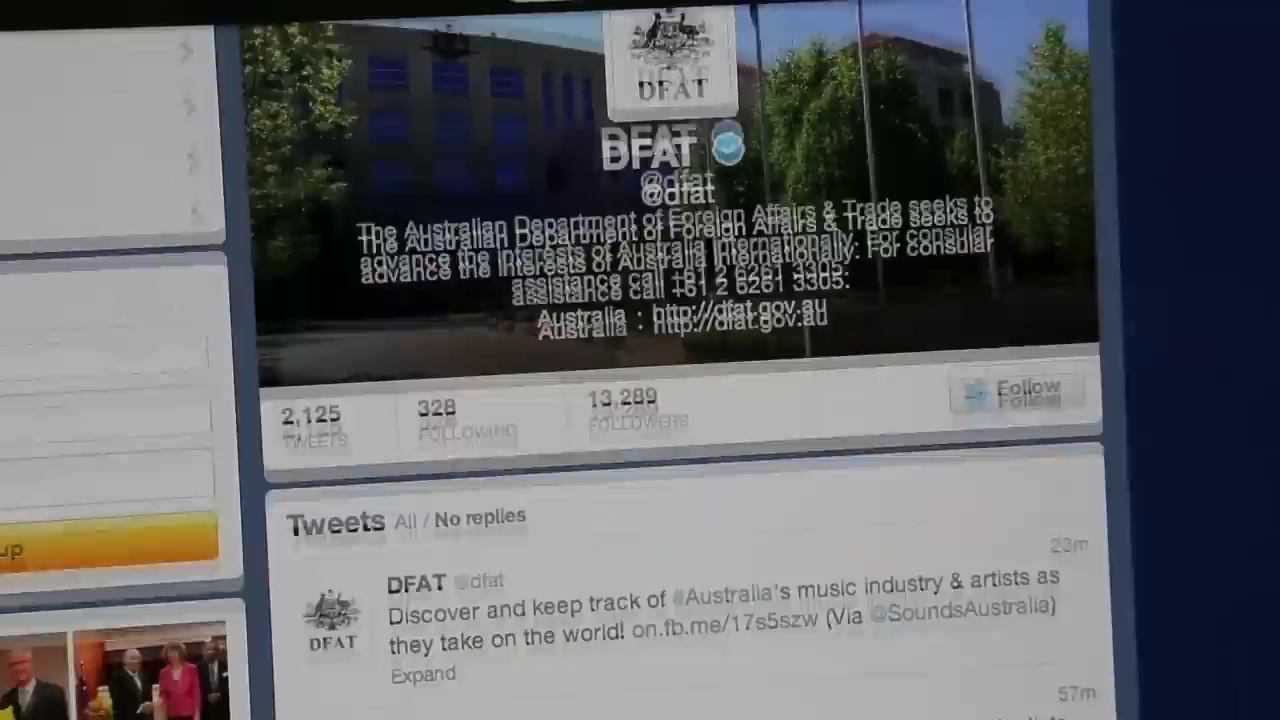 DFAT
DFAT
@dfat
The Australian Department of Foreign Affairs & Trade seeks to
advance the interests of Australia internationally. For consular
assistance call +61 2 6261 3305.
Australia : http://dfat.gov.au
2,125
TWEETS
328
FOLLOWING
13,289
FOLLOWERS
Follow
Tweets All / No replies
up
DFAT @dfat
23m
Discover and keep track of #Australia's music industry & artists as
they take on the world! on.fb.me/17s5szw (Via @SoundsAustralia)
DFAT
Expand
57m